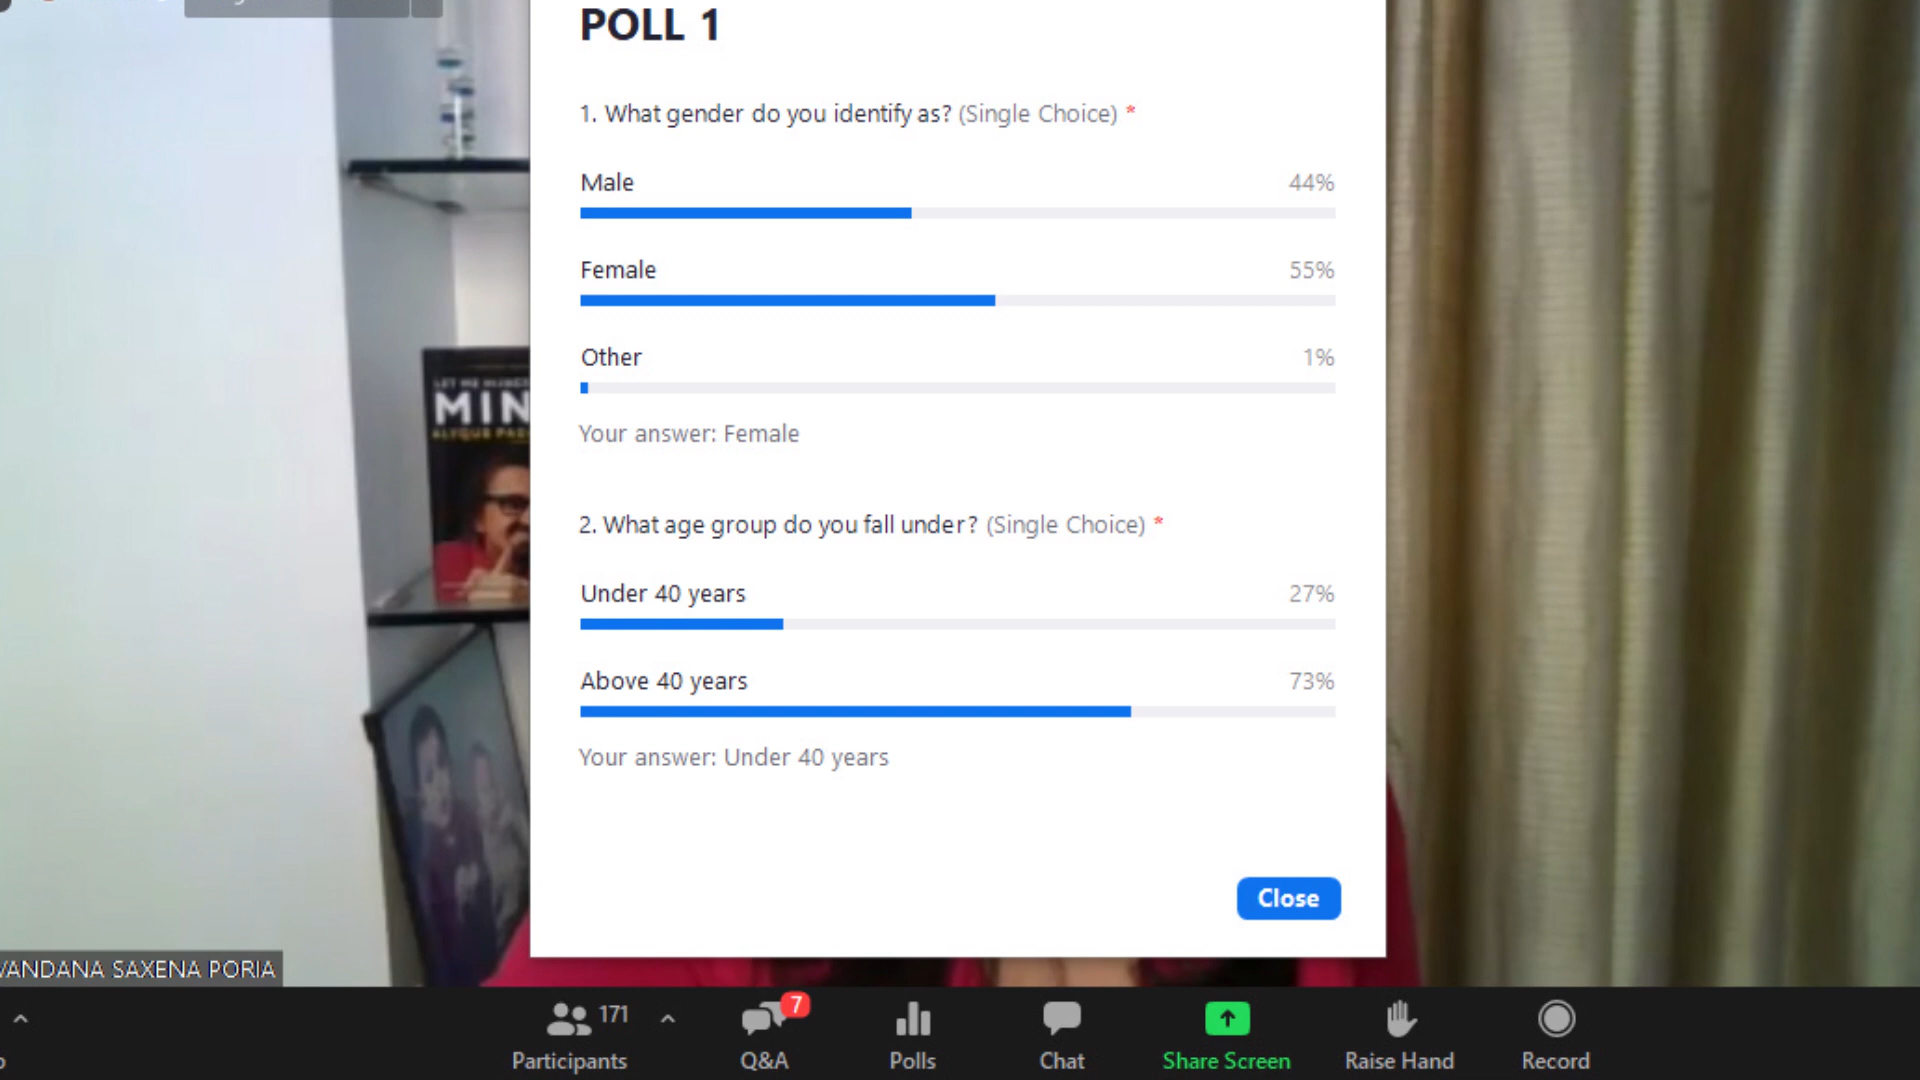 POLL 1
1. What gender do you identify as? (Single Choice) *
Male 44%
Female 55%
Other 1%
Your answer: Female
2. What age group do you fall under? (Single Choice) *
Under 40 years 27%
Above 40 years 73%
Your answer: Under 40 years
Close
MIN
VANDANA SAXENA PORIA
171
7
Participants
Q&A
Polls
Chat
Share Screen
Raise Hand
Record